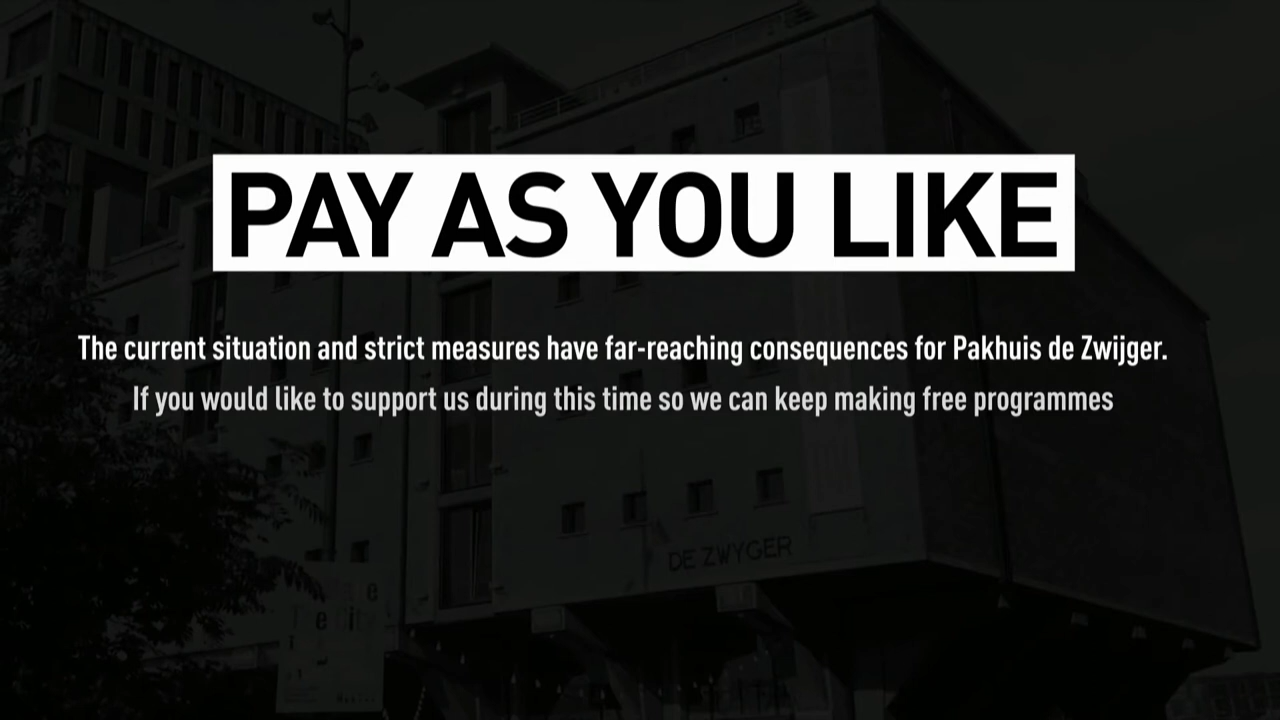 PAY AS YOU LIKE
The current situation and strict measures have far-reaching consequences for Pakhuis de Zwijger.
If you would like to support us during this time so we can keep making free programmes
DE ZWYGER